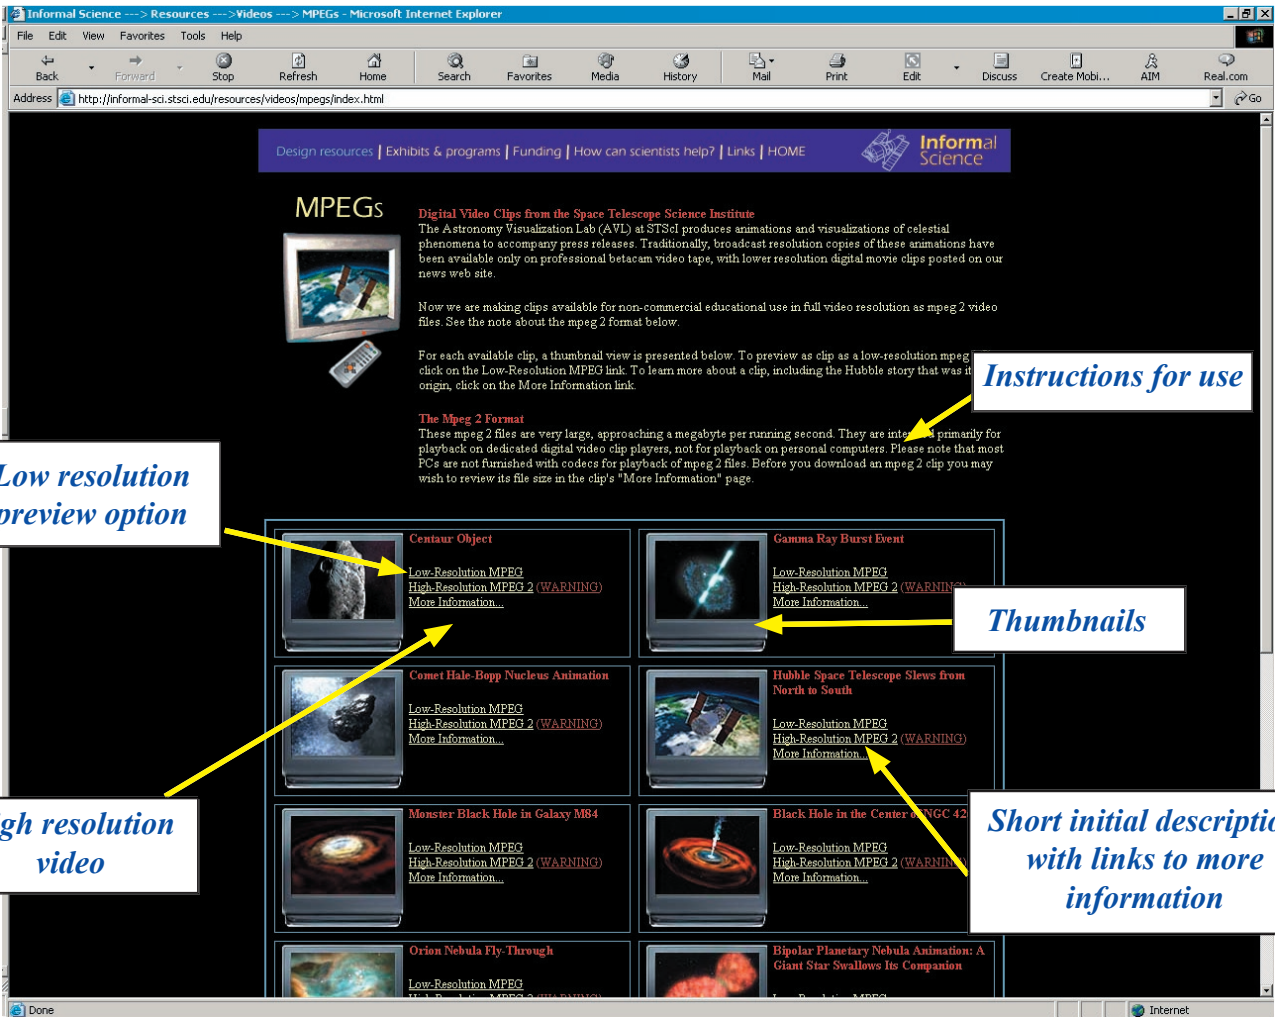 Informal Science ---> Resources --->Videos ---> MPEGs - Microsoft Internet Explorer
File Edit View Favorites Tools Help
Back Forward Stop Refresh Home Search Favorites Media History Mail Print Edit Discuss Create Mobi... AIM Real.com
Address http://informal-sci.stsci.edu/resources/videos/mpegs/index.html Go
Design resources | Exhibits & programs | Funding | How can scientists help? | Links | HOME
Informal
Science
MPEGs
Digital Video Clips from the Space Telescope Science Institute
The Astronomy Visualization Lab (AVL) at STScI produces animations and visualizations of celestial
phenomena to accompany press releases. Traditionally, broadcast resolution copies of these animations have
been available only on professional betacam video tape, with lower resolution digital movie clips posted on our
news web site.
Now we are making clips available for non-commercial educational use in full video resolution as mpeg 2 video
files. See the note about the mpeg 2 format below.
For each available clip, a thumbnail view is presented below. To preview as clip as a low-resolution mpeg
click on the Low-Resolution MPEG link. To learn more about a clip, including the Hubble story that was it
origin, click on the More Information link.
Instructions for use
The Mpeg 2 Format
These mpeg 2 files are very large, approaching a megabyte per running second. They are intended primarily for
playback on dedicated digital video clip players, not for playback on personal computers. Please note that most
PCs are not furnished with codecs for playback of mpeg 2 files. Before you download an mpeg 2 clip you may
wish to review its file size in the clip's "More Information" page.
Low resolution
preview option
Centaur Object
Low-Resolution MPEG
High-Resolution MPEG 2 (WARNING)
More Information...
Gamma Ray Burst Event
Low-Resolution MPEG
High-Resolution MPEG 2 (WARNING)
More Information...
Thumbnails
Comet Hale-Bopp Nucleus Animation
Low-Resolution MPEG
High-Resolution MPEG 2 (WARNING)
More Information...
Hubble Space Telescope Slews from
North to South
Low-Resolution MPEG
High-Resolution MPEG 2 (WARNING)
More Information...
igh resolution
video
Monster Black Hole in Galaxy M84
Low-Resolution MPEG
High-Resolution MPEG 2 (WARNING)
More Information...
Black Hole in the Center of NGC 42
Low-Resolution MPEG
High-Resolution MPEG 2 (WARNING)
More Information...
Short initial descriptio
with links to more
information
Orion Nebula Fly-Through
Low-Resolution MPEG
Bipolar Planetary Nebula Animation: A
Giant Star Swallows Its Companion
Done Internet